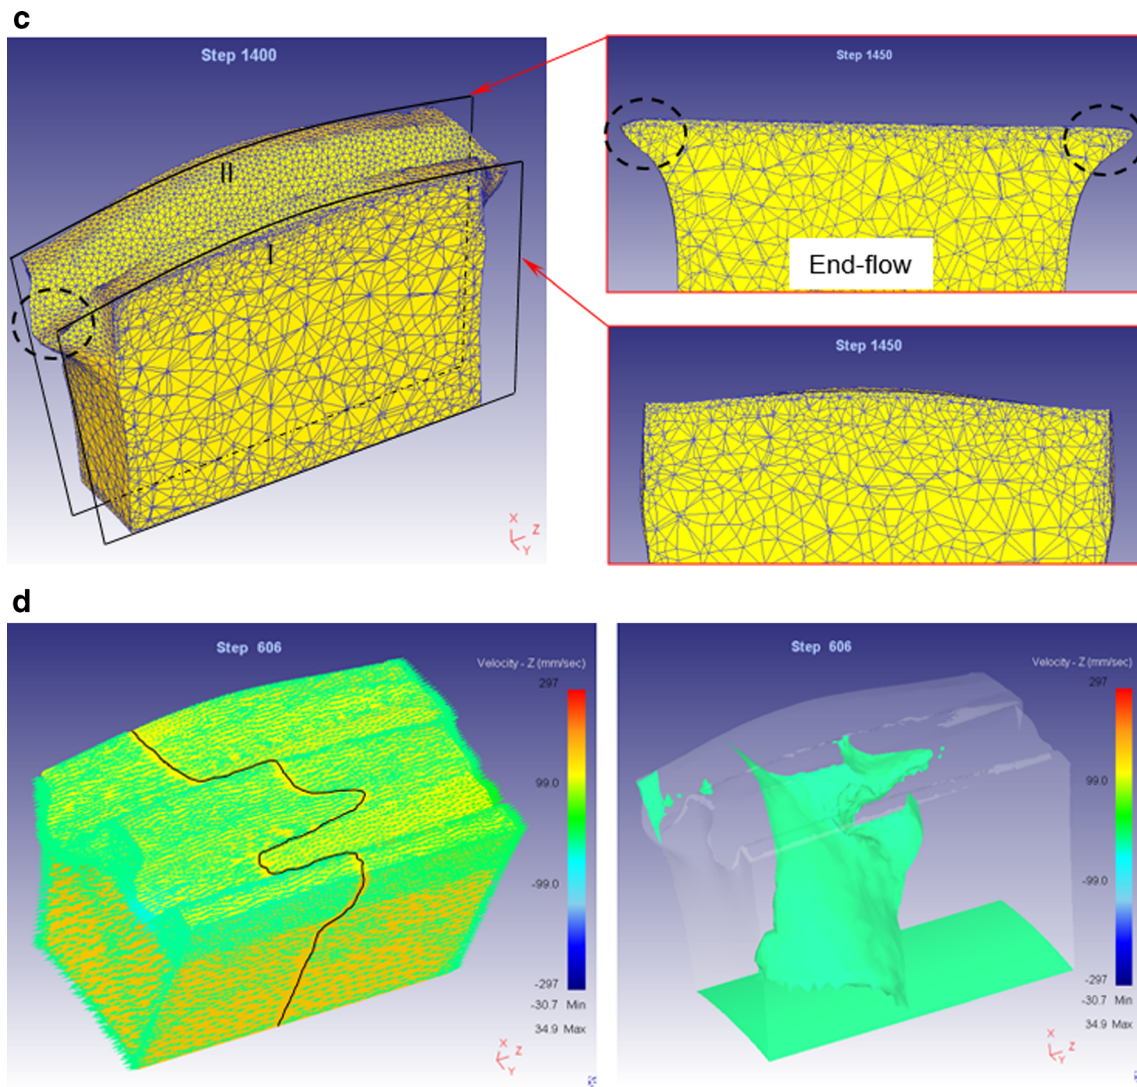 c
Step 1400
II
I
X
Z
Y
Step 1450
End-flow
Step 1450
d
Step 606
Velocity - Z (mm/sec)
297
99.0
-99.0
-297
-30.7 Min
34.9 Max
X
Z
Y
Step 606
Velocity - Z (mm/sec)
297
99.0
-99.0
-297
-30.7 Min
34.9 Max
X
Z
Y